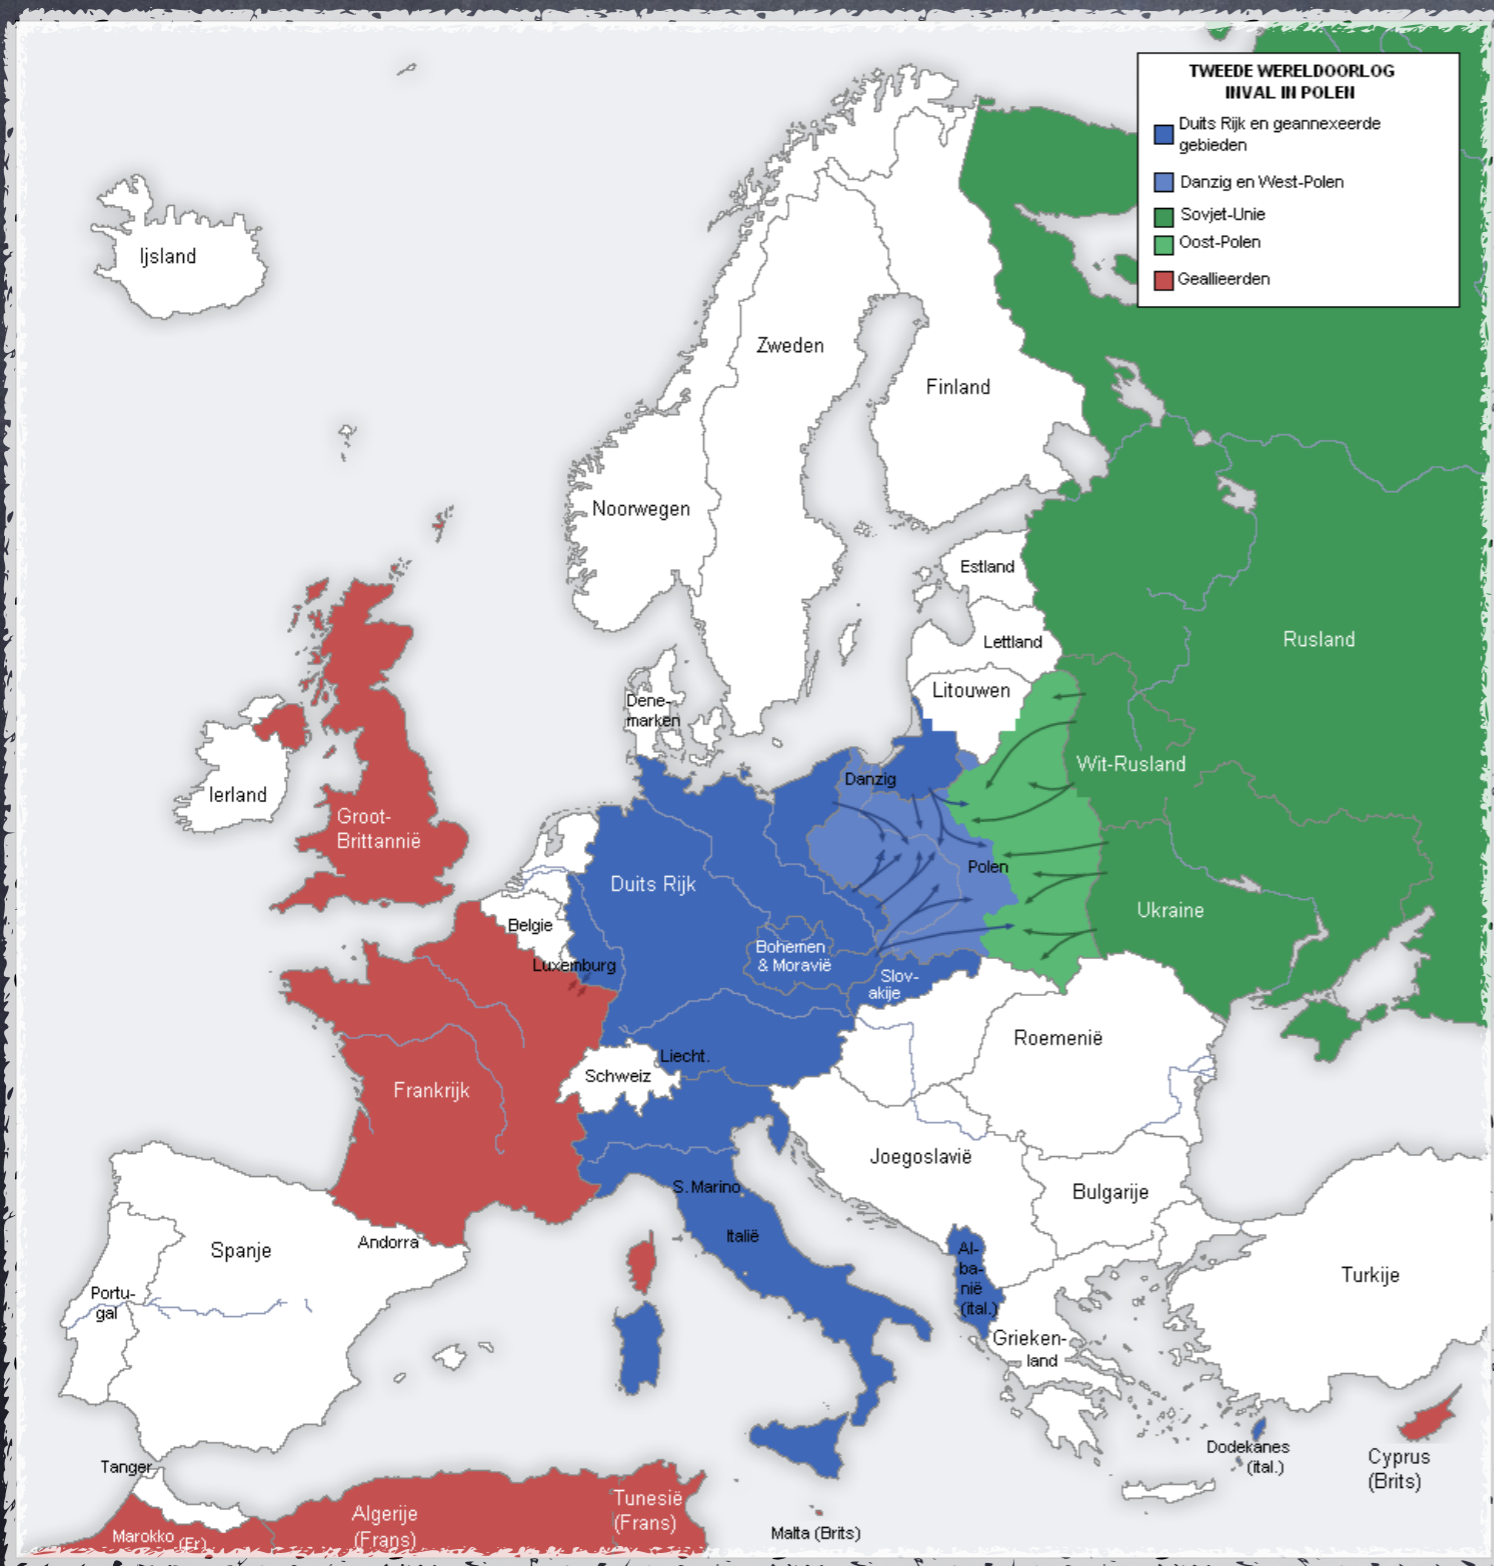 TWEEDE WERELDOORLOG
INVAL IN POLEN
Duits Rijk en geannexeerde
gebieden
Danzig en West-Polen
Sovjet-Unie
Oost-Polen
Geallieerden
Ijsland
Zweden
Finland
Noorwegen
Estland
Lettland
Litouwen
Rusland
Dene-
marken
Wit-Rusland
Ierland
Danzig
Groot-
Brittannië
Polen
Duits Rijk
Ukraine
Belgie
Bohemen
& Moravië
Luxemburg
Slov-
akije
Roemenië
Liecht.
Schweiz
Frankrijk
Joegoslavië
S. Marino
Bulgarije
Italië
Andorra
Spanje
Al-
ba-
nië
(ital.)
Turkije
Portu-
gal
Grieken-
land
Dodekanes
(ital.)
Cyprus
(Brits)
Tanger
Algerije
(Frans)
Tunesië
(Frans)
Malta (Brits)
Marokko (Fr)